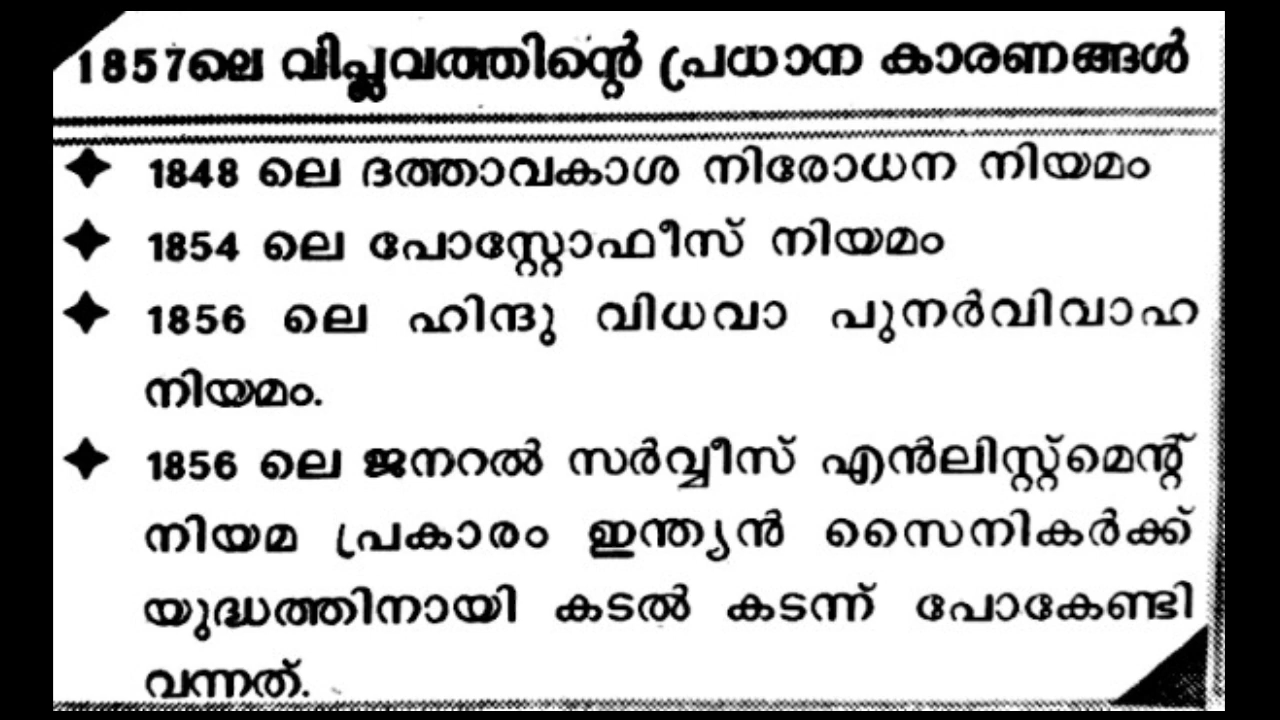 1857ലെ വിപ്ലവത്തിന്റെ പ്രധാന കാരണങ്ങൾ
1848 ലെ ദത്താവകാശ നിരോധന നിയമം
1854 ലെ പോസ്റ്റോഫീസ് നിയമം
1856 ലെ ഹിന്ദു വിധവാ പുനർവിവാഹ
നിയമം.
1856 ലെ ജനറൽ സർവ്വീസ് എൻലിസ്റ്റ്മെന്റ്
നിയമ പ്രകാരം ഇന്ത്യൻ സൈനികർക്ക്
യുദ്ധത്തിനായി കടൽ കടന്ന് പോകേണ്ടി
വന്നത്.